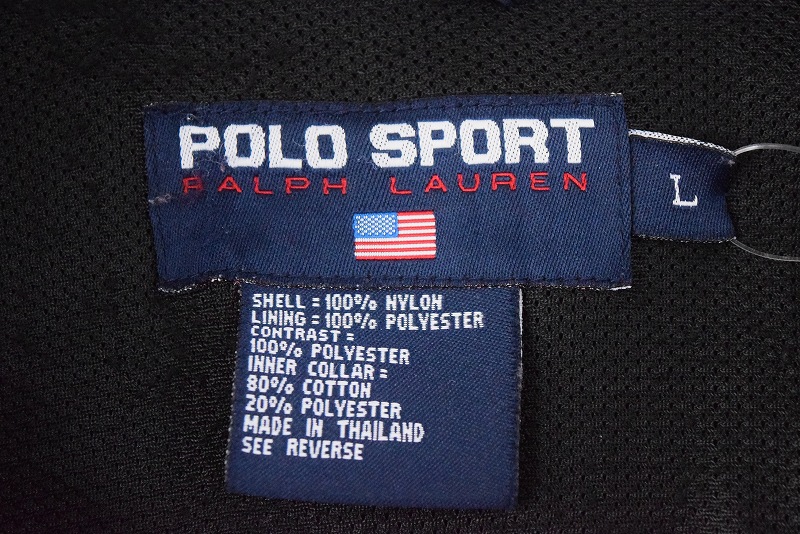 POLO SPORT
RALPH LAUREN
L
SHELL = 100% NYLON
LINING = 100% POLYESTER
CONTRAST =
100% POLYESTER
INNER COLLAR =
80% COTTON
20% POLYESTER
MADE IN THAILAND
SEE REVERSE